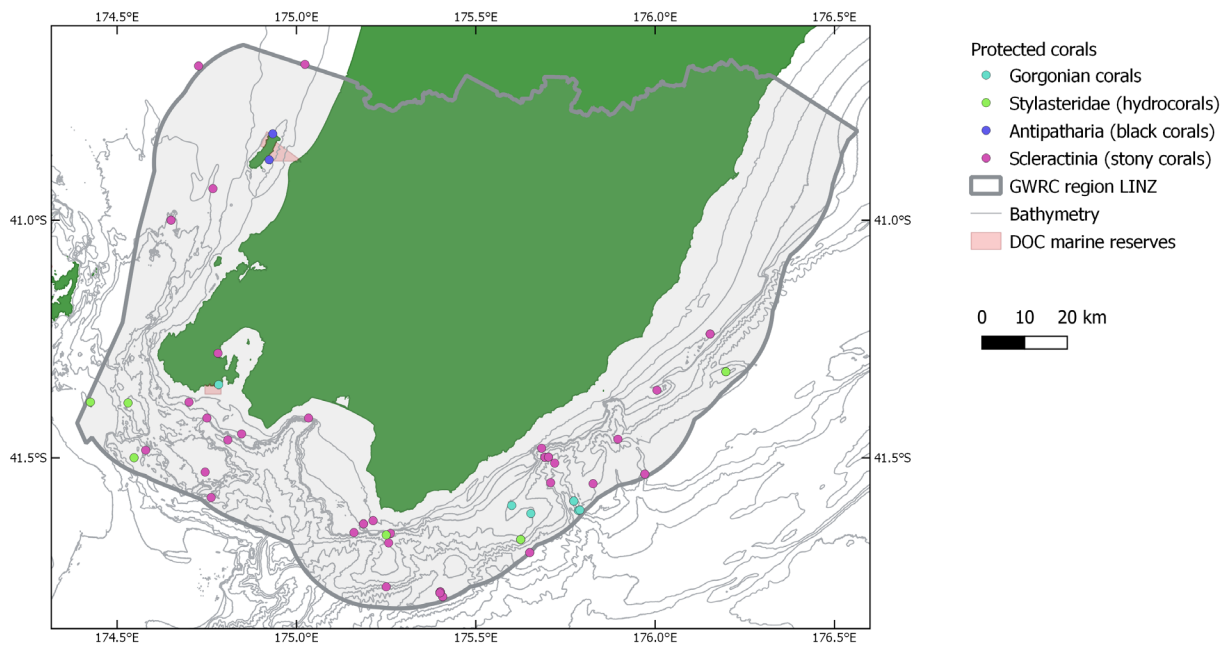 174.5°E 175.0°E 175.5°E 176.0°E 176.5°E
Protected corals
Gorgonian corals
Stylasteridae (hydrocorals)
Antipatharia (black corals)
Scleractinia (stony corals)
GWRC region LINZ
Bathymetry
DOC marine reserves
41.0°S 41.0°S
0 10 20 km
41.5°S 41.5°S
174.5°E 175.0°E 175.5°E 176.0°E 176.5°E